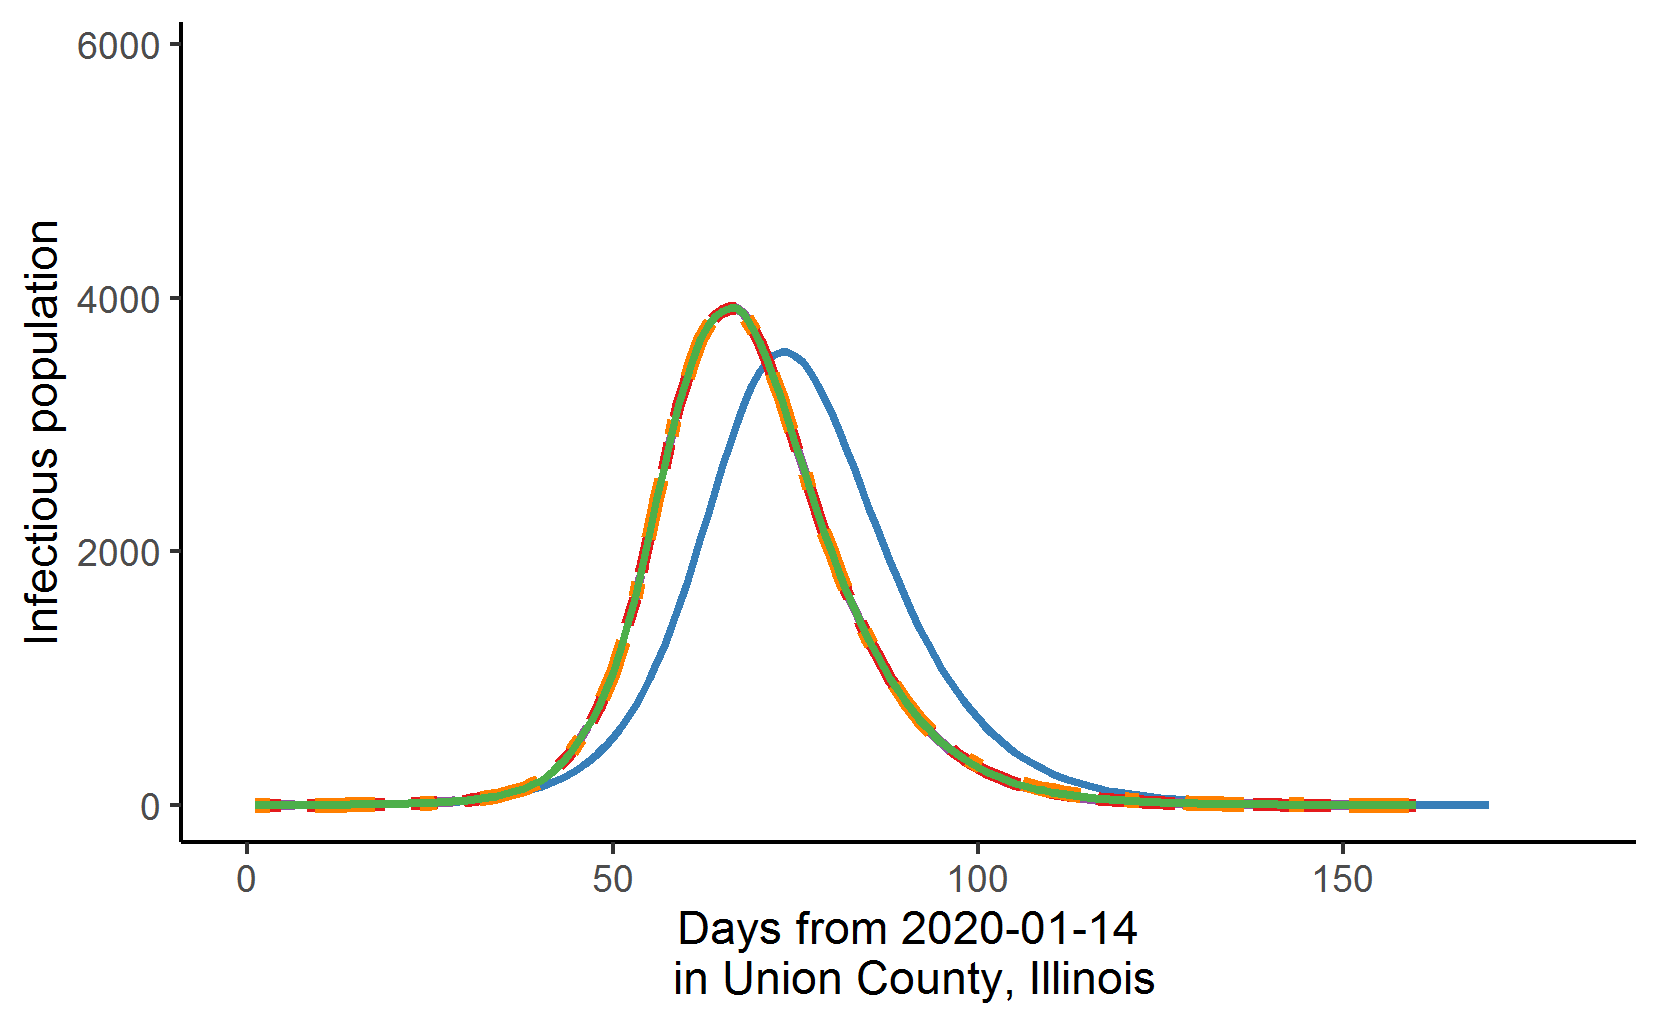 6000
4000
2000
0
Infectious population
0 50 100 150
Days from 2020-01-14
in Union County, Illinois